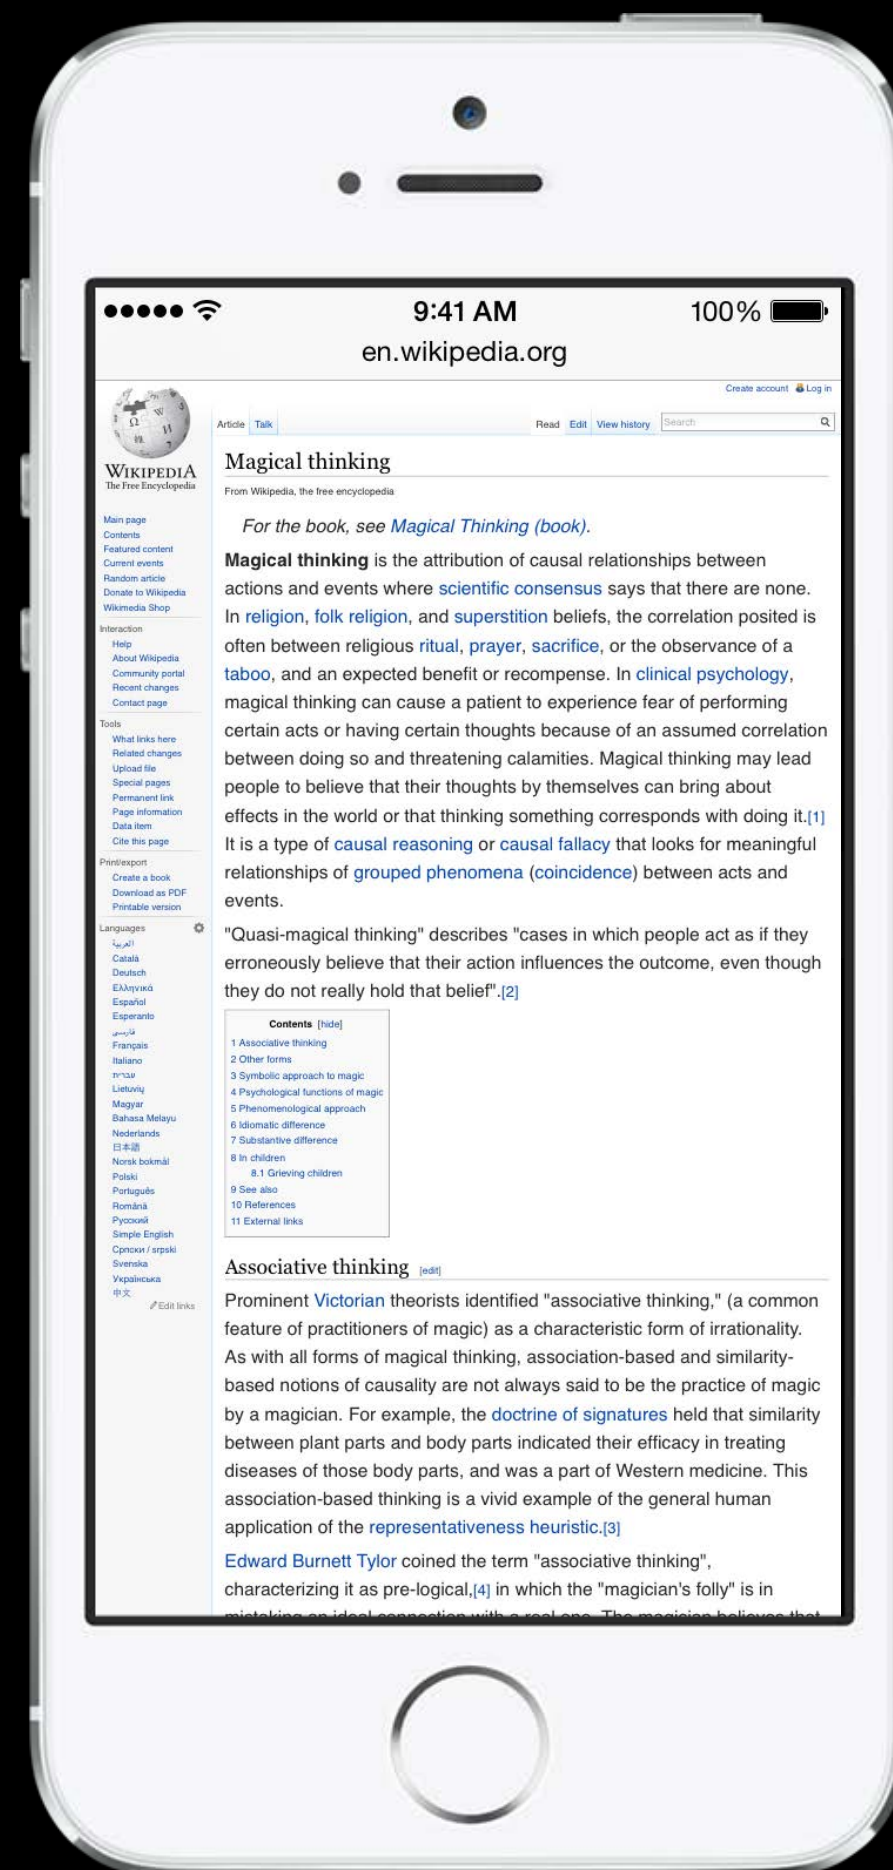 9:41 AM
100%
en.wikipedia.org
Create account Log in
WIKIPEDIA
The Free Encyclopedia
Main page
Contents
Featured content
Current events
Random article
Donate to Wikipedia
Wikimedia Shop
Interaction
Help
About Wikipedia
Community portal
Recent changes
Contact page
Tools
What links here
Related changes
Upload file
Special pages
Permanent link
Page information
Data item
Cite this page
Print/export
Create a book
Download as PDF
Printable version
Languages
العربية
Català
Deutsch
Ελληνικά
Español
Esperanto
فارسی
Français
Italiano
עברית
Lietuvių
Magyar
Bahasa Melayu
Nederlands
日本語
Norsk bokmål
Polski
Português
Română
Русский
Simple English
Српски / srpski
Svenska
Українська
中文
Edit links
Article Talk
Read Edit View history Search
Magical thinking
From Wikipedia, the free encyclopedia
For the book, see Magical Thinking (book).
Magical thinking is the attribution of causal relationships between
actions and events where scientific consensus says that there are none.
In religion, folk religion, and superstition beliefs, the correlation posited is
often between religious ritual, prayer, sacrifice, or the observance of a
taboo, and an expected benefit or recompense. In clinical psychology,
magical thinking can cause a patient to experience fear of performing
certain acts or having certain thoughts because of an assumed correlation
between doing so and threatening calamities. Magical thinking may lead
people to believe that their thoughts by themselves can bring about
effects in the world or that thinking something corresponds with doing it.[1]
It is a type of causal reasoning or causal fallacy that looks for meaningful
relationships of grouped phenomena (coincidence) between acts and
events.
"Quasi-magical thinking" describes "cases in which people act as if they
erroneously believe that their action influences the outcome, even though
they do not really hold that belief".[2]
Contents [hide]
1 Associative thinking
2 Other forms
3 Symbolic approach to magic
4 Psychological functions of magic
5 Phenomenological approach
6 Idiomatic difference
7 Substantive difference
8 In children
8.1 Grieving children
9 See also
10 References
11 External links
Associative thinking [edit]
Prominent Victorian theorists identified "associative thinking," (a common
feature of practitioners of magic) as a characteristic form of irrationality.
As with all forms of magical thinking, association-based and similarity-
based notions of causality are not always said to be the practice of magic
by a magician. For example, the doctrine of signatures held that similarity
between plant parts and body parts indicated their efficacy in treating
diseases of those body parts, and was a part of Western medicine. This
association-based thinking is a vivid example of the general human
application of the representativeness heuristic.[3]
Edward Burnett Tylor coined the term "associative thinking",
characterizing it as pre-logical,[4] in which the "magician's folly" is in
mistaking an ideal connection with a real one. The magician believes that